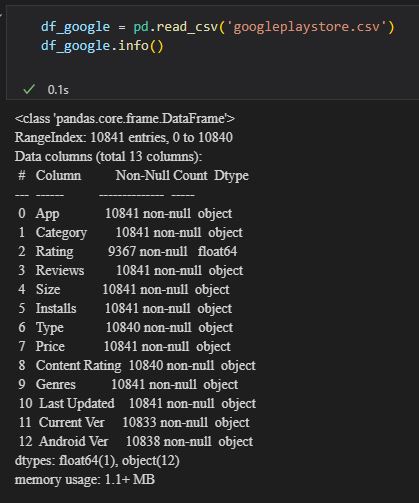 df_google = pd.read_csv('googleplaystore.csv')
df_google.info()
✓ 0.1s
<class 'pandas.core.frame.DataFrame'>
RangeIndex: 10841 entries, 0 to 10840
Data columns (total 13 columns):
# Column Non-Null Count Dtype
--- ------ -------------- -----
0 App 10841 non-null object
1 Category 10841 non-null object
2 Rating 9367 non-null float64
3 Reviews 10841 non-null object
4 Size 10841 non-null object
5 Installs 10841 non-null object
6 Type 10840 non-null object
7 Price 10841 non-null object
8 Content Rating 10840 non-null object
9 Genres 10841 non-null object
10 Last Updated 10841 non-null object
11 Current Ver 10833 non-null object
12 Android Ver 10838 non-null object
dtypes: float64(1), object(12)
memory usage: 1.1+ MB